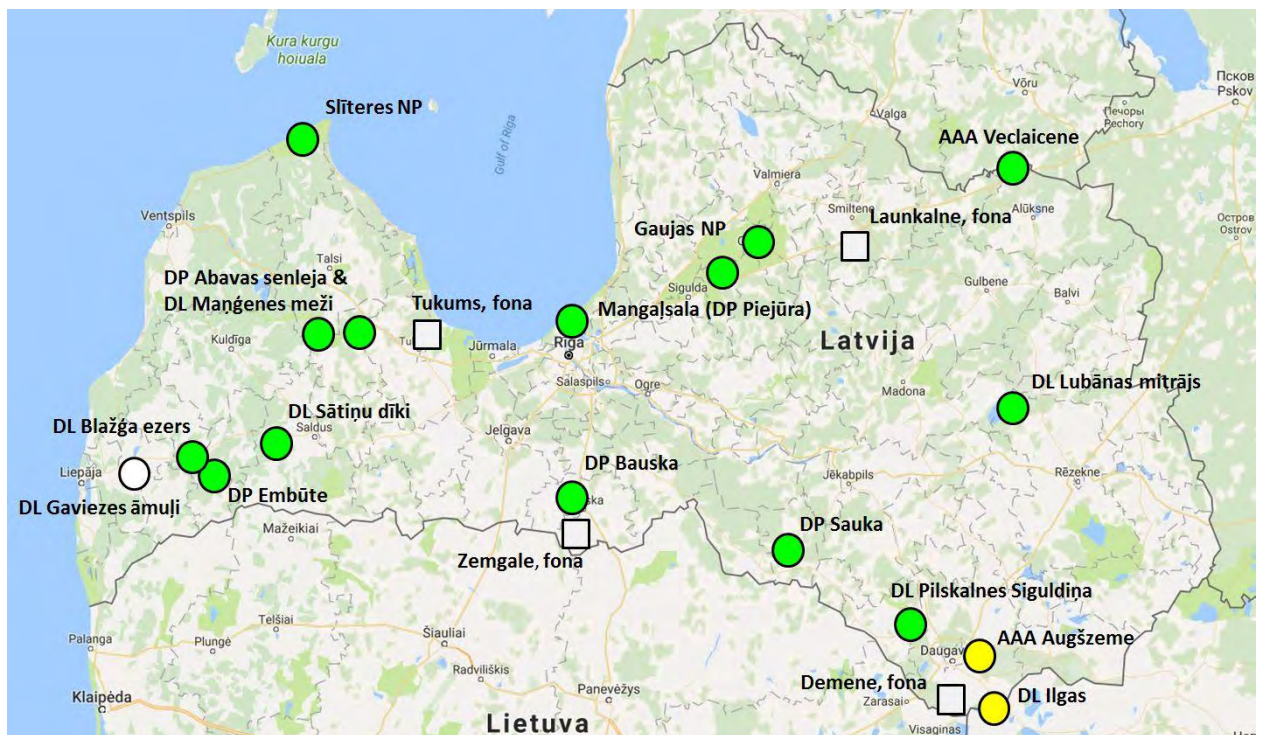 Kura kurgu
hoiuala
Slīteres NP
Võru
Псков
Pskov
Valga
Печоры
Pechory
AAA Veclaicene
Gulf of Riga
Valmiera
Smiltene
Alūksne
Остров
Ostrov
Ventspils
Launkalne, fona
Gaujas NP
Talsi
DP Abavas senleja &
DL Maņģenes meži
Tukums, fona
Sigulda
Gulbene
Balvi
Mangaļsala (DP Piejūra)
Kuldīga
Tu
Jūrmala
Rīga
Latvija
Salaspils
Ogre
Madona
DL Lubānas mitrājs
DL Sātiņu dīķi
Saldus
DL Blažģa ezers
Jelgava
Liepāja
DP Bauska
Jēkabpils
Rēzekne
DP Embūte
ska
DL Gaviezes āmuļi
Mažeikiai
DP Sauka
Zemgale, fona
DL Pilskalnes Siguldiņa
Telšiai
Palanga
Plungė
Šiauliai
AAA Augšzeme
Daugav
Radviliškis
Demene, fona
Klaipėda
Panevėžys
Zarasai
DL Ilgas
Lietuva
Visaginas